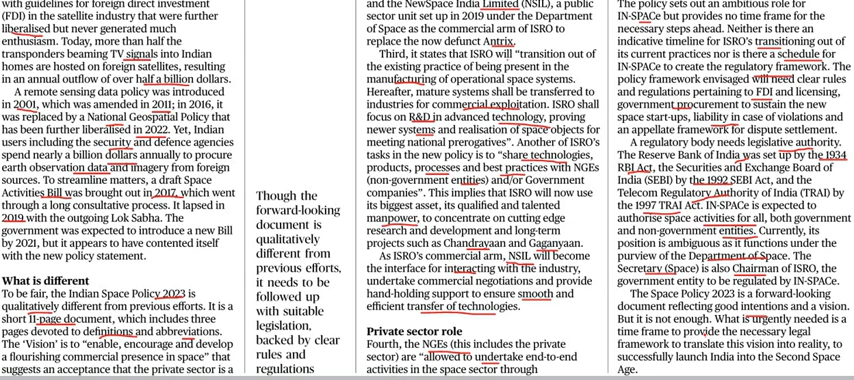 with guidelines for foreign direct investment
(FDI) in the satellite industry that were further
liberalised but never generated much
enthusiasm. Today, more than half the
transponders beaming TV signals into Indian
homes are hosted on foreign satellites, resulting
in an annual outflow of over half a billion dollars.
A remote sensing data policy was introduced
in 2001, which was amended in 2011; in 2016, it
was replaced by a National Geospatial Policy that
has been further liberalised in 2022. Yet, Indian
users including the security and defence agencies
spend nearly a billion dollars annually to procure
earth observation data and imagery from foreign
sources. To streamline matters, a draft Space
Activities Bill was brought out in 2017, which went
through a long consultative process. It lapsed in
2019 with the outgoing Lok Sabha. The
government was expected to introduce a new Bill
by 2021, but it appears to have contented itself
with the new policy statement.
What is different
To be fair, the Indian Space Policy 2023 is
qualitatively different from previous efforts. It is a
short 11-page document, which includes three
pages devoted to definitions and abbreviations.
The ‘Vision’ is to “enable, encourage and develop
a flourishing commercial presence in space” that
suggests an acceptance that the private sector is a
Though the
forward-looking
document is
qualitatively
different from
previous efforts,
it needs to be
followed up
with suitable
legislation,
backed by clear
rules and
regulations
and the NewSpace India Limited (NSIL), a public
sector unit set up in 2019 under the Department
of Space as the commercial arm of ISRO to
replace the now defunct Antrix.
Third, it states that ISRO will “transition out of
the existing practice of being present in the
manufacturing of operational space systems.
Hereafter, mature systems shall be transferred to
industries for commercial exploitation. ISRO shall
focus on R&D in advanced technology, proving
newer systems and realisation of space objects for
meeting national prerogatives”. Another of ISRO’s
tasks in the new policy is to “share technologies,
products, processes and best practices with NGEs
(non-government entities) and/or Government
companies”. This implies that ISRO will now use
its biggest asset, its qualified and talented
manpower, to concentrate on cutting edge
research and development and long-term
projects such as Chandrayaan and Gaganyaan.
As ISRO’s commercial arm, NSIL will become
the interface for interacting with the industry,
undertake commercial negotiations and provide
hand-holding support to ensure smooth and
efficient transfer of technologies.
Private sector role
Fourth, the NGEs (this includes the private
sector) are “allowed to undertake end-to-end
activities in the space sector through
The policy sets out an ambitious role for
IN-SPACe but provides no time frame for the
necessary steps ahead. Neither is there an
indicative timeline for ISRO’s transitioning out of
its current practices nor is there a schedule for
IN-SPACe to create the regulatory framework. The
policy framework envisaged will need clear rules
and regulations pertaining to FDI and licensing,
government procurement to sustain the new
space start-ups, liability in case of violations and
an appellate framework for dispute settlement.
A regulatory body needs legislative authority.
The Reserve Bank of India was set up by the 1934
RBI Act, the Securities and Exchange Board of
India (SEBI) by the 1992 SEBI Act, and the
Telecom Regulatory Authority of India (TRAI) by
the 1997 TRAI Act. IN-SPACe is expected to
authorise space activities for all, both government
and non-government entities. Currently, its
position is ambiguous as it functions under the
purview of the Department of Space. The
Secretary (Space) is also Chairman of ISRO, the
government entity to be regulated by IN-SPACe.
The Space Policy 2023 is a forward-looking
document reflecting good intentions and a vision.
But it is not enough. What is urgently needed is a
time frame to provide the necessary legal
framework to translate this vision into reality, to
successfully launch India into the Second Space
Age.